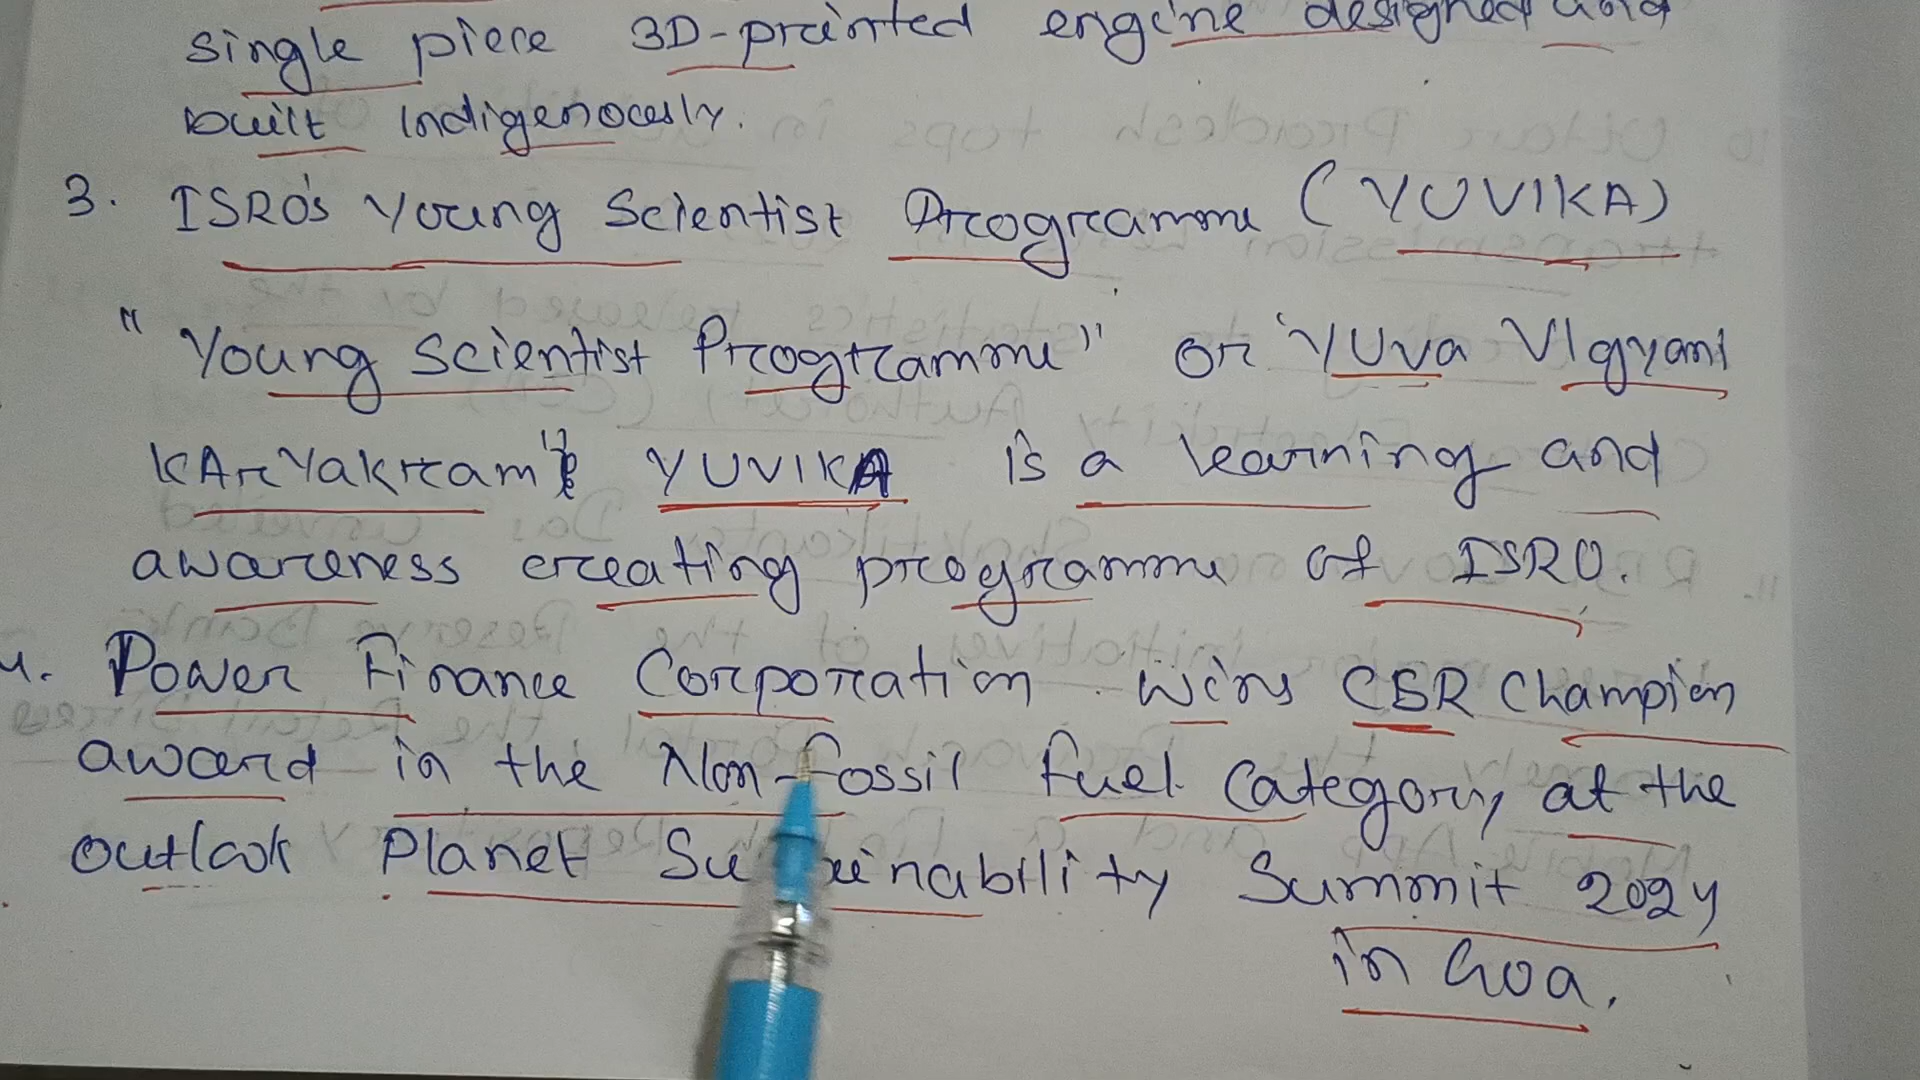 single piece 3D-printed engine designed and
built Indigenously.
3. ISRO's Young Scientist Programme (YUVIKA)
"Young Scientist Programme" or 'YUva VIgyani
KAryakram" YUVIKA is a learning and
awareness creating programme of ISRO.
4. Power Finance Corporation wins CSR Champion
award in the Non-fossil fuel Category, at the
outlook Planet Sustainability Summit 2024
in Goa.